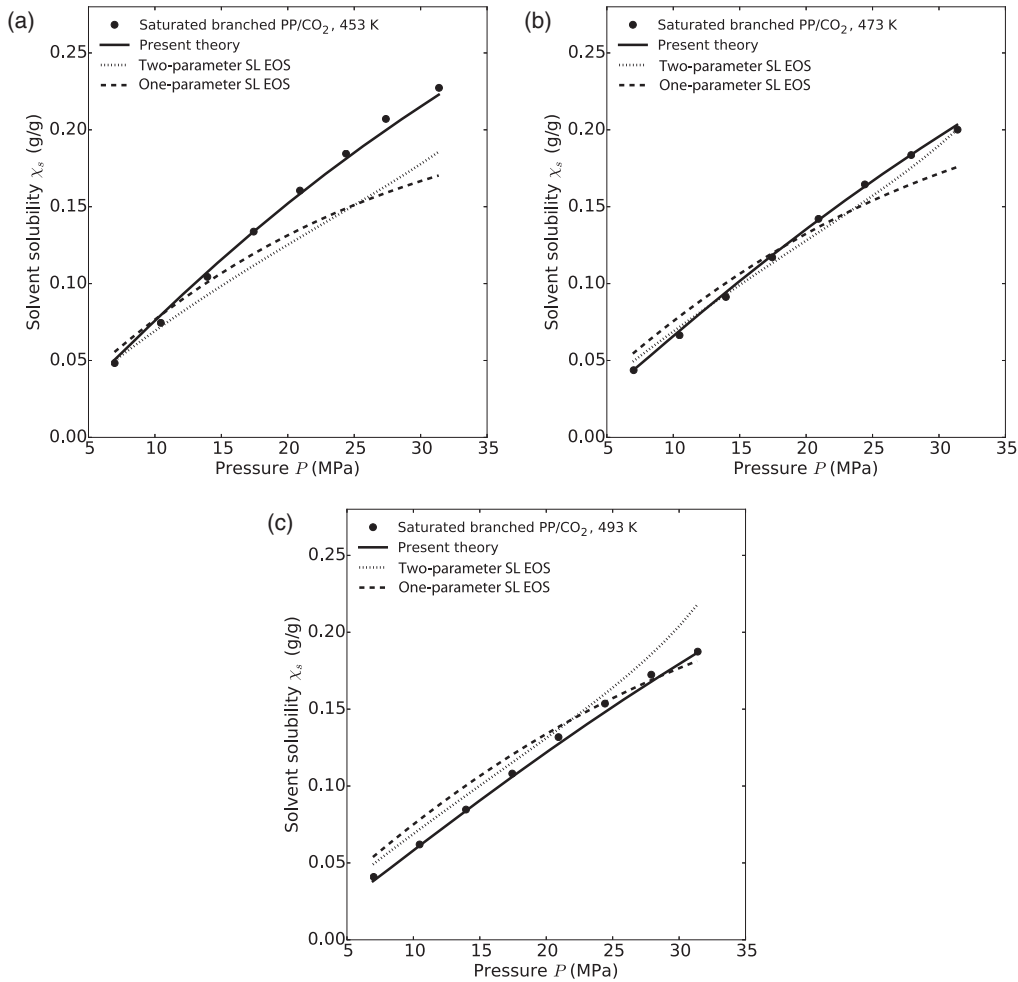 (a)
Saturated branched PP/CO₂, 453 K
Present theory
Two-parameter SL EOS
One-parameter SL EOS
0.25
0.20
0.15
0.10
0.05
0.00
Solvent solubility χₛ (g/g)
5 10 15 20 25 30 35
Pressure P (MPa)
(b)
Saturated branched PP/CO₂, 473 K
Present theory
Two-parameter SL EOS
One-parameter SL EOS
0.25
0.20
0.15
0.10
0.05
0.00
Solvent solubility χₛ (g/g)
5 10 15 20 25 30 35
Pressure P (MPa)
(c)
Saturated branched PP/CO₂, 493 K
Present theory
Two-parameter SL EOS
One-parameter SL EOS
0.25
0.20
0.15
0.10
0.05
0.00
Solvent solubility χₛ (g/g)
5 10 15 20 25 30 35
Pressure P (MPa)